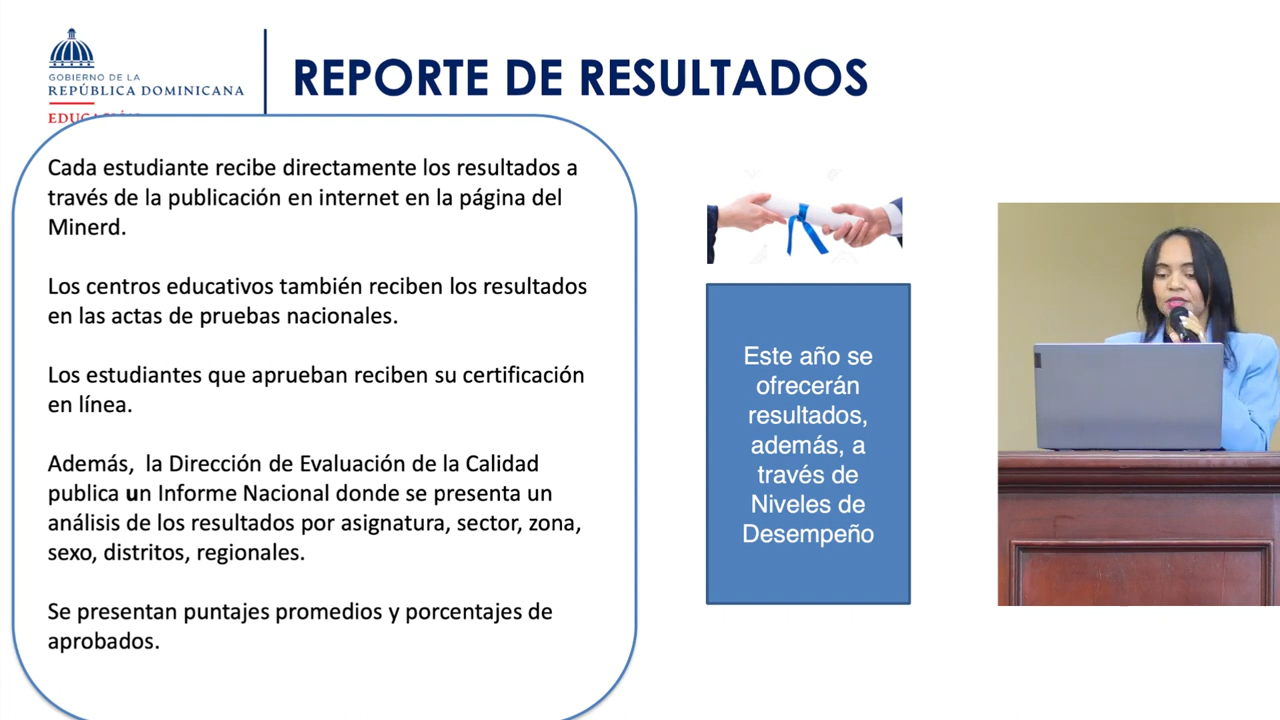 GOBIERNO DE LA
REPÚBLICA DOMINICANA
REPORTE DE RESULTADOS
Cada estudiante recibe directamente los resultados a
través de la publicación en internet en la página del
Minerd.
Los centros educativos también reciben los resultados
en las actas de pruebas nacionales.
Los estudiantes que aprueban reciben su certificación
en línea.
Además, la Dirección de Evaluación de la Calidad
publica un Informe Nacional donde se presenta un
análisis de los resultados por asignatura, sector, zona,
sexo, distritos, regionales.
Se presentan puntajes promedios y porcentajes de
aprobados.
Este año se
ofrecerán
resultados,
además, a
través de
Niveles de
Desempeño